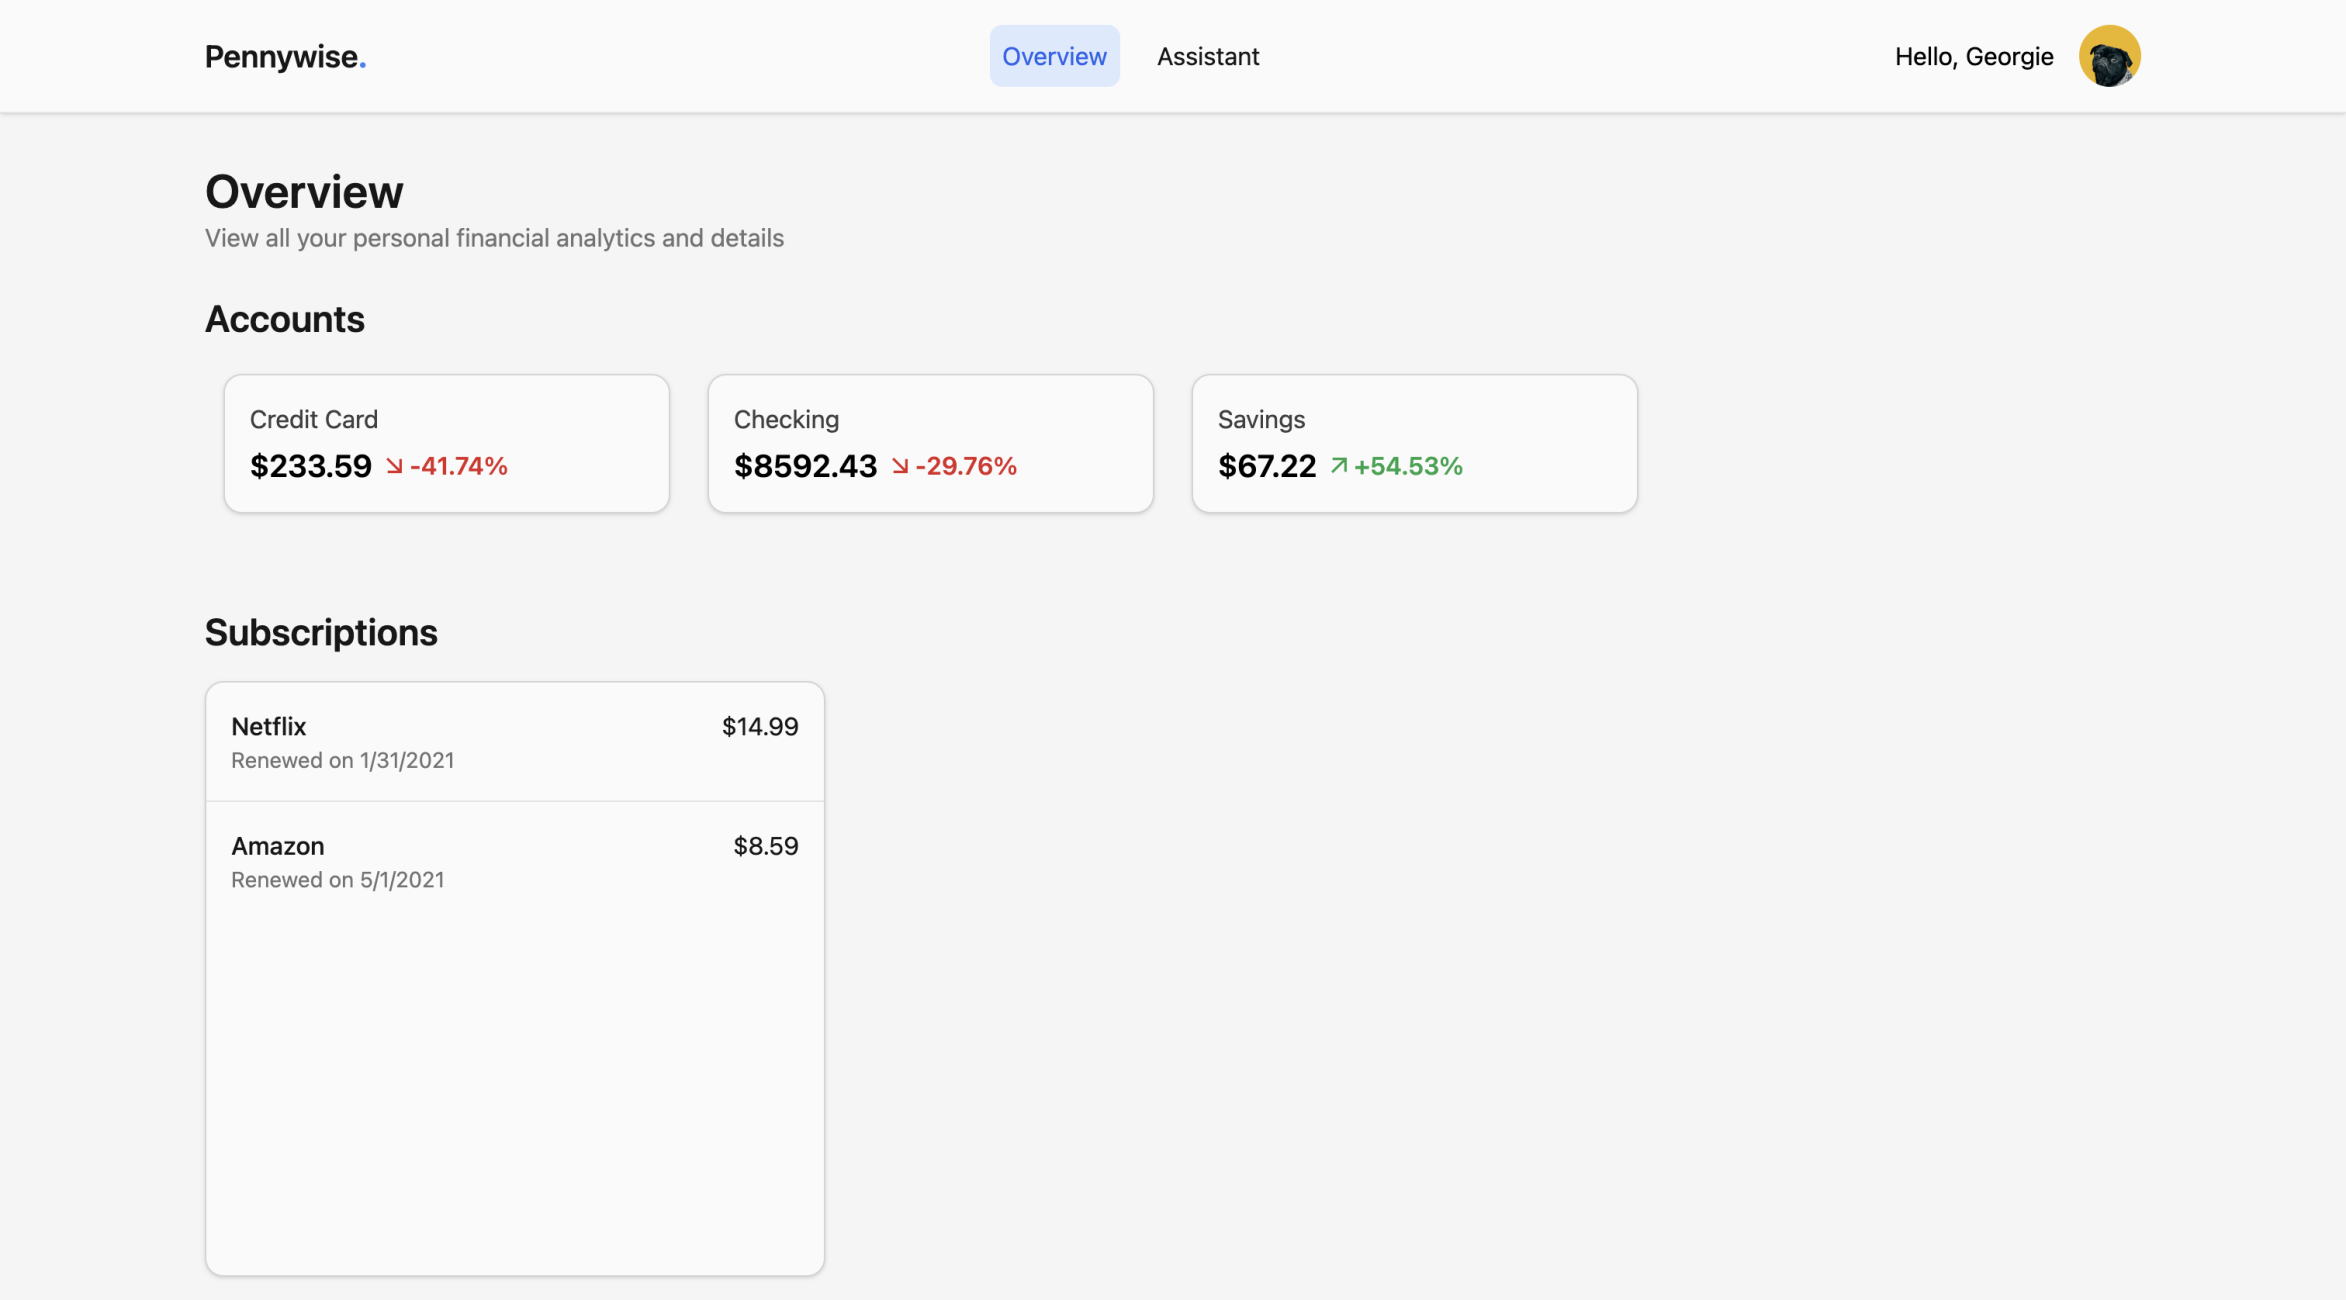 Pennywise.
Overview
Assistant
Hello, Georgie
Overview
View all your personal financial analytics and details
Accounts
Credit Card
$233.59 ↘ -41.74%
Checking
$8592.43 ↘ -29.76%
Savings
$67.22 ↗ +54.53%
Subscriptions
Netflix $14.99
Renewed on 1/31/2021
Amazon $8.59
Renewed on 5/1/2021